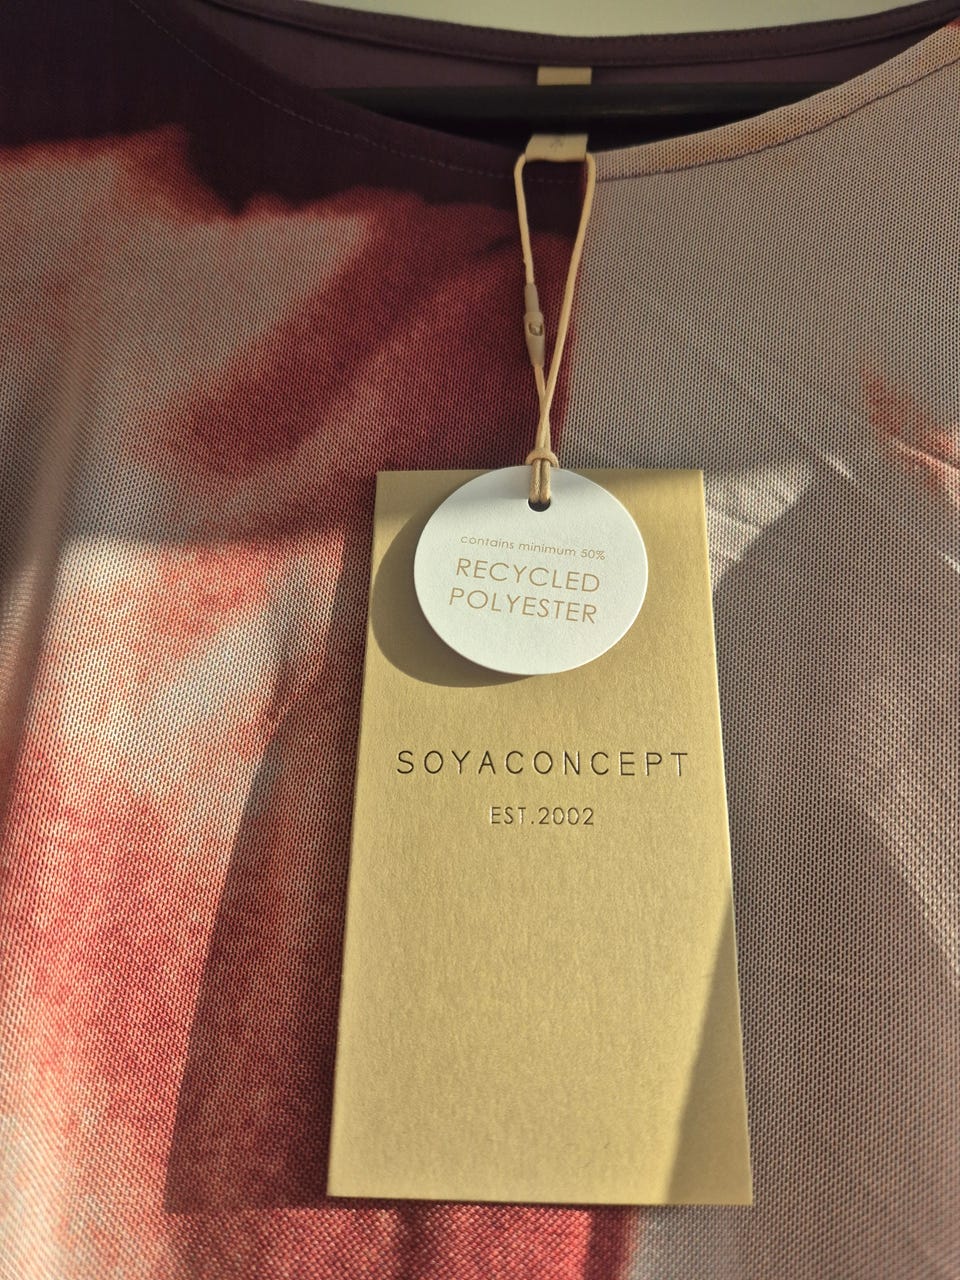 contains minimum 50%
RECYCLED
POLYESTER
SOYACONCEPT
EST.2002